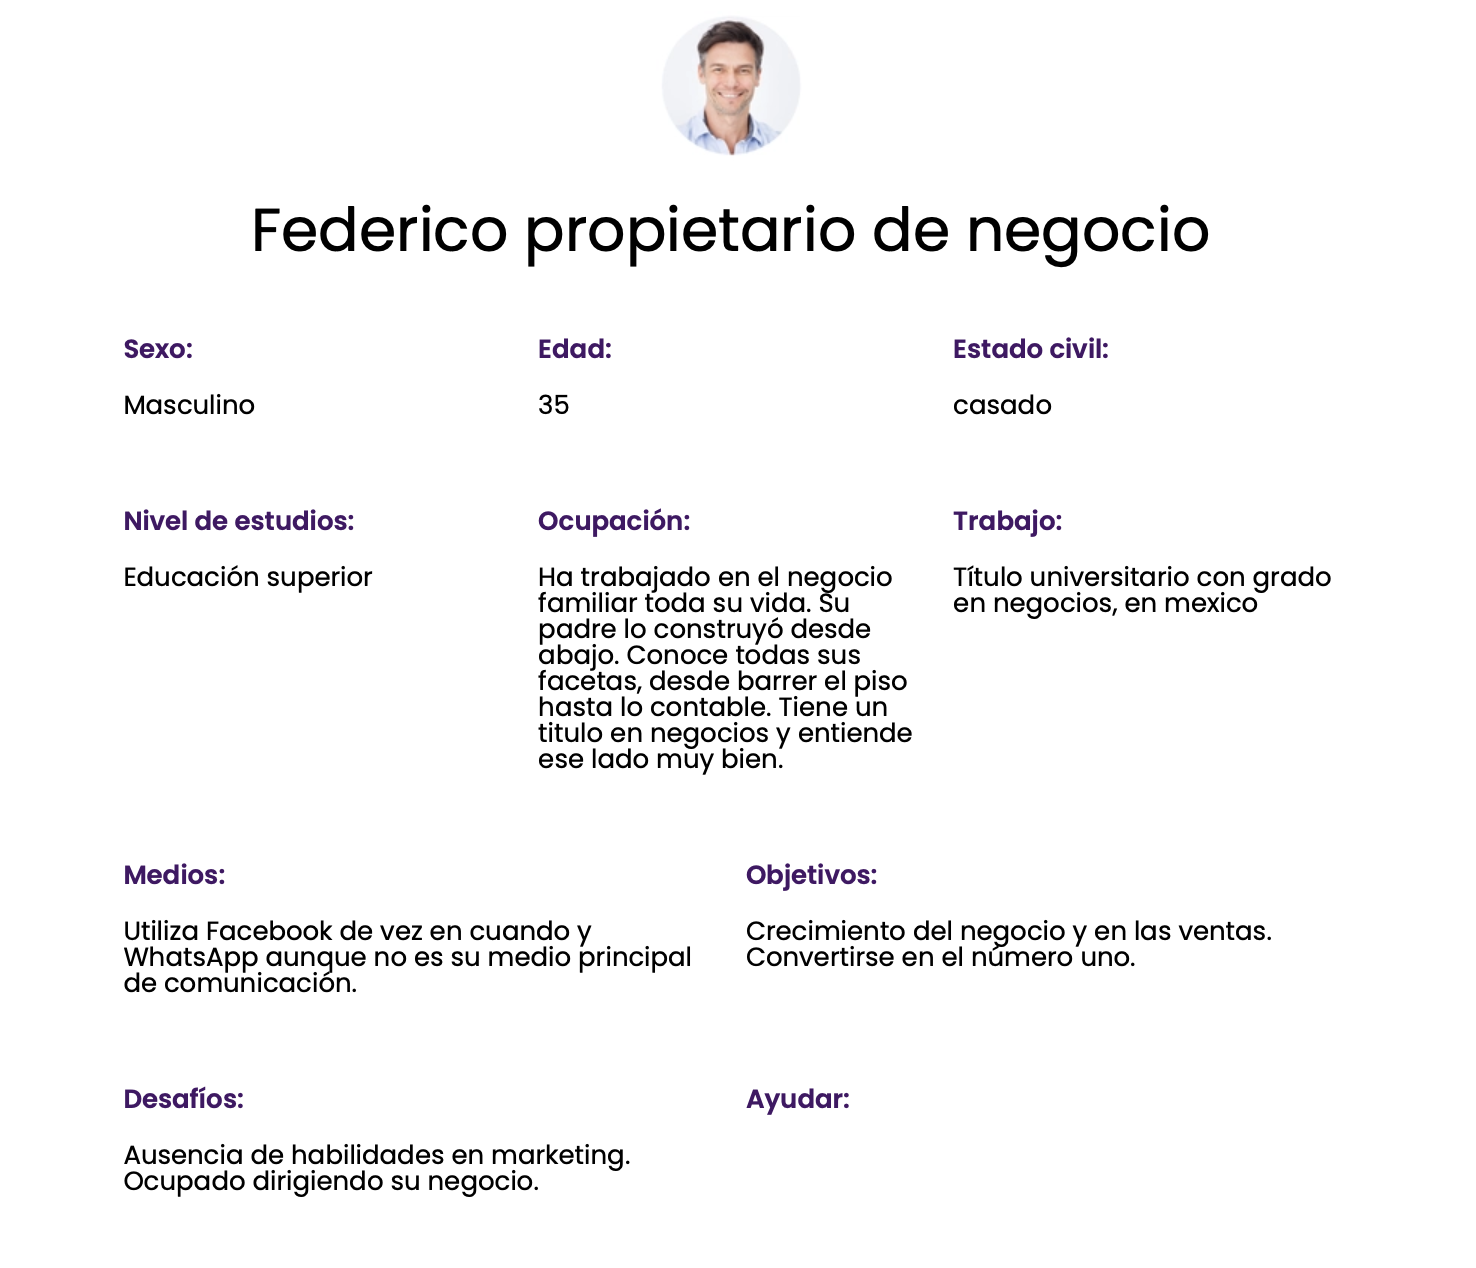 Federico propietario de negocio
Sexo:
Masculino
Edad:
35
Estado civil:
casado
Nivel de estudios:
Educación superior
Ocupación:
Ha trabajado en el negocio
familiar toda su vida. Su
padre lo construyó desde
abajo. Conoce todas sus
facetas, desde barrer el piso
hasta lo contable. Tiene un
titulo en negocios y entiende
ese lado muy bien.
Trabajo:
Título universitario con grado
en negocios, en mexico
Medios:
Utiliza Facebook de vez en cuando y
WhatsApp aunque no es su medio principal
de comunicación.
Objetivos:
Crecimiento del negocio y en las ventas.
Convertirse en el número uno.
Desafíos:
Ausencia de habilidades en marketing.
Ocupado dirigiendo su negocio.
Ayudar: